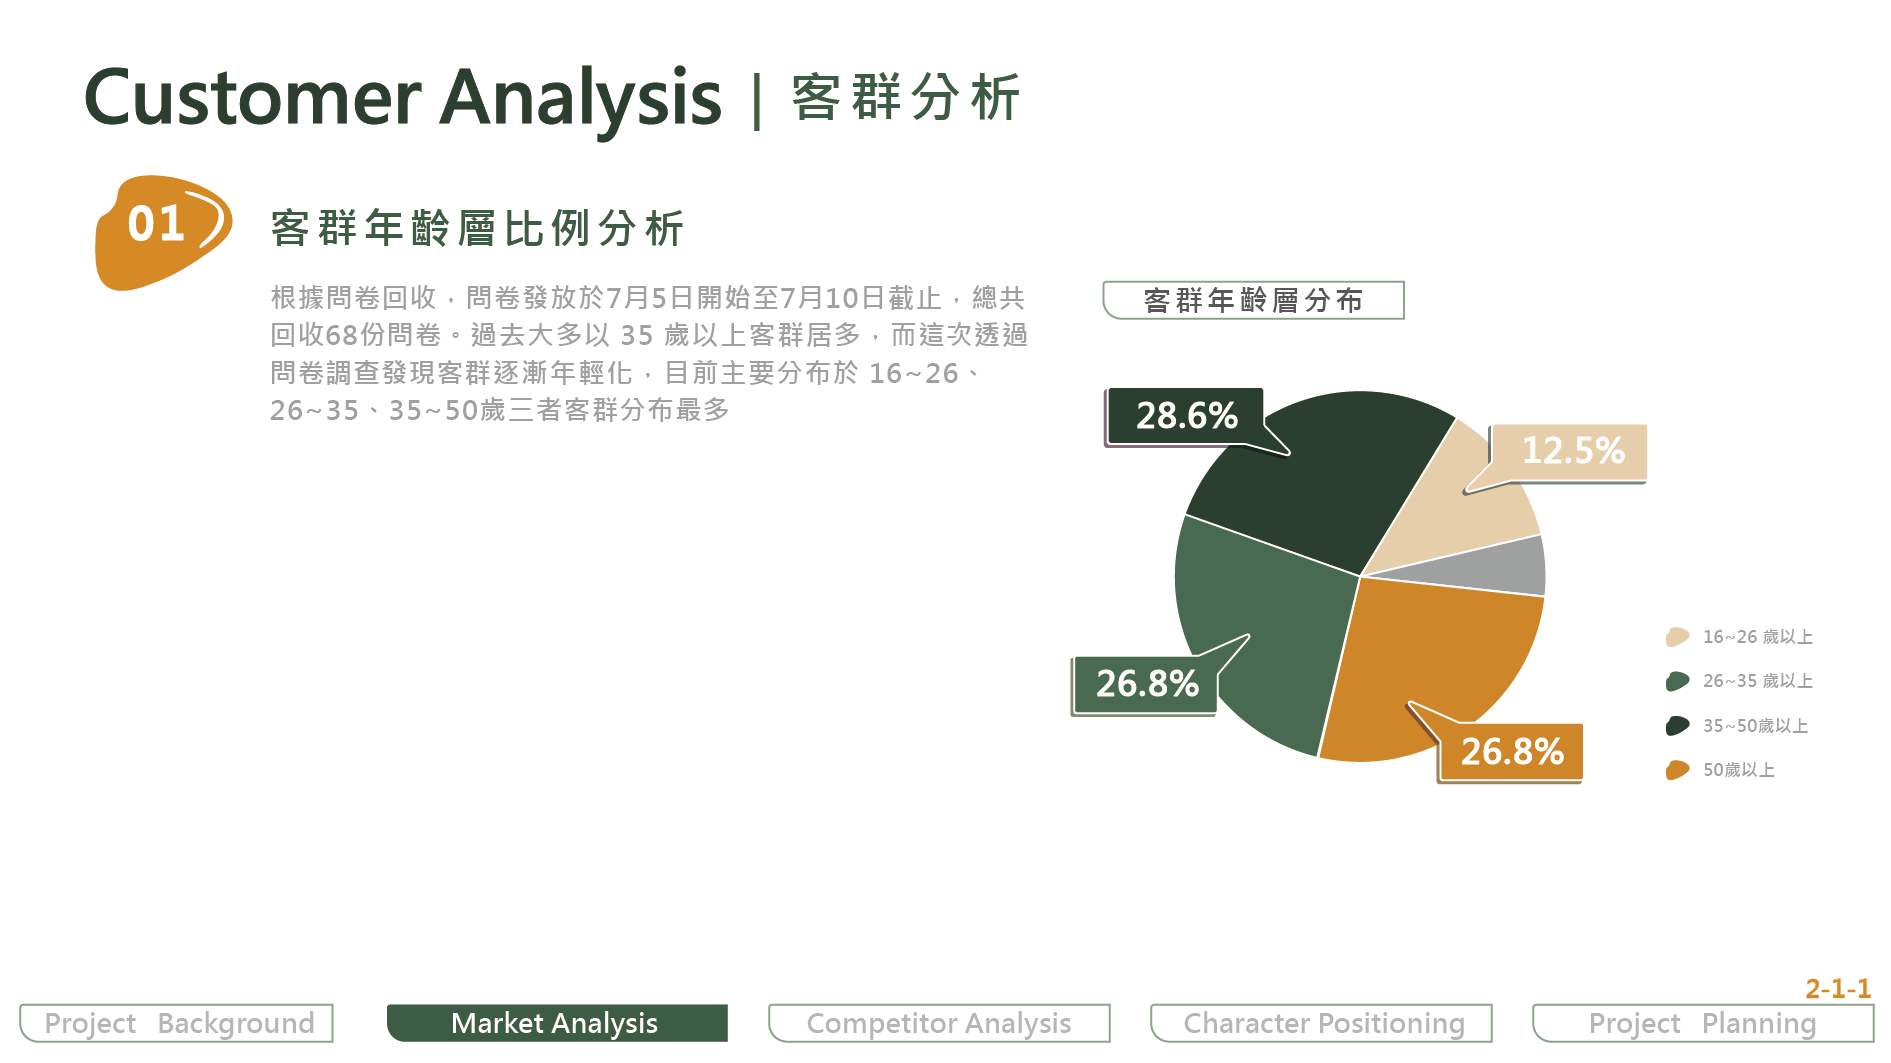 Customer Analysis | 客群分析
01
客群年齡層比例分析
根據問卷回收，問卷發放於7月5日開始至7月10日截止，總共
回收68份問卷。過去大多以 35 歲以上客群居多，而這次透過
問卷調查發現客群逐漸年輕化，目前主要分布於 16~26、
26~35、35~50歲三者客群分布最多
客群年齡層分布
28.6%
12.5%
26.8%
26.8%
16~26 歲以上
26~35 歲以上
35~50歲以上
50歲以上
2-1-1
Project Background
Market Analysis
Competitor Analysis
Character Positioning
Project Planning